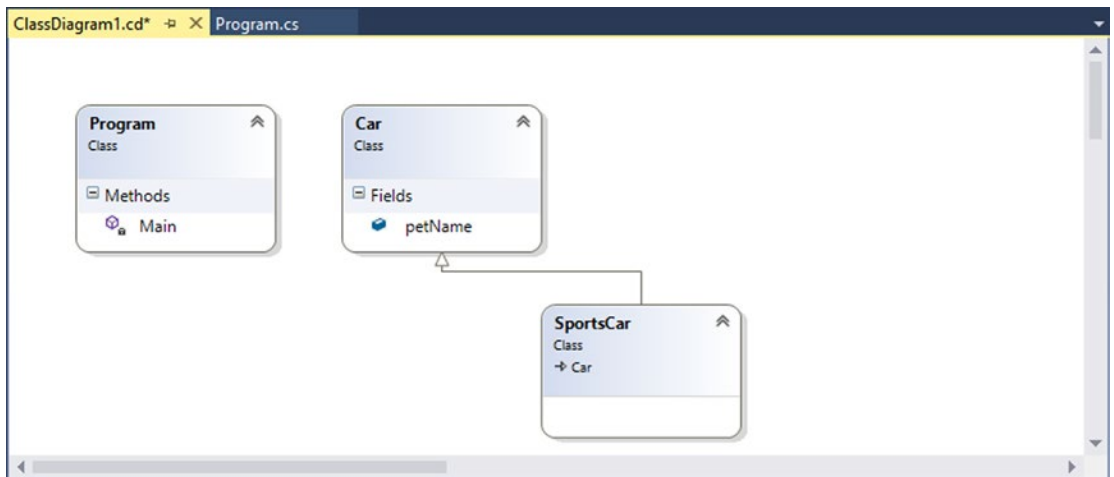 ClassDiagram1.cd* Program.cs
Program
Class
Methods
Main
Car
Class
Fields
petName
SportsCar
Class
Car